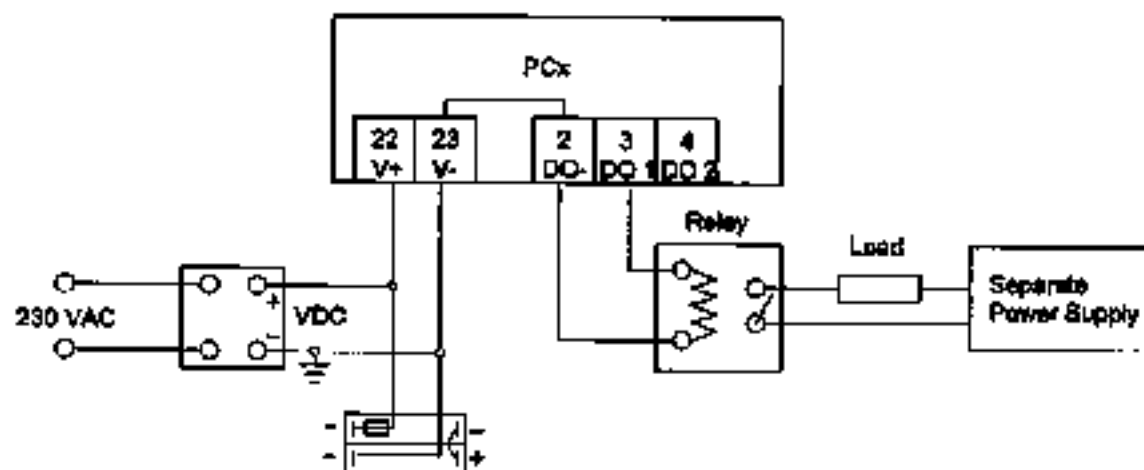 PCx
22 23 2 3 4
V+ V- DO- DO 1 DO 2
Relay
Load
230 VAC
+
VDC
-
Separate
Power Supply
- -
- +